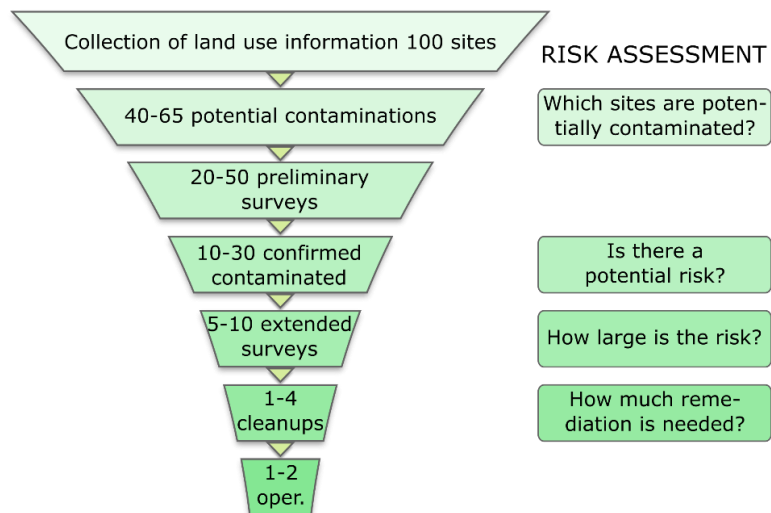 Collection of land use information 100 sites
RISK ASSESSMENT
40-65 potential contaminations
Which sites are poten-
tially contaminated?
20-50 preliminary
surveys
10-30 confirmed
contaminated
Is there a
potential risk?
5-10 extended
surveys
How large is the risk?
1-4
cleanups
How much reme-
diation is needed?
1-2
oper.